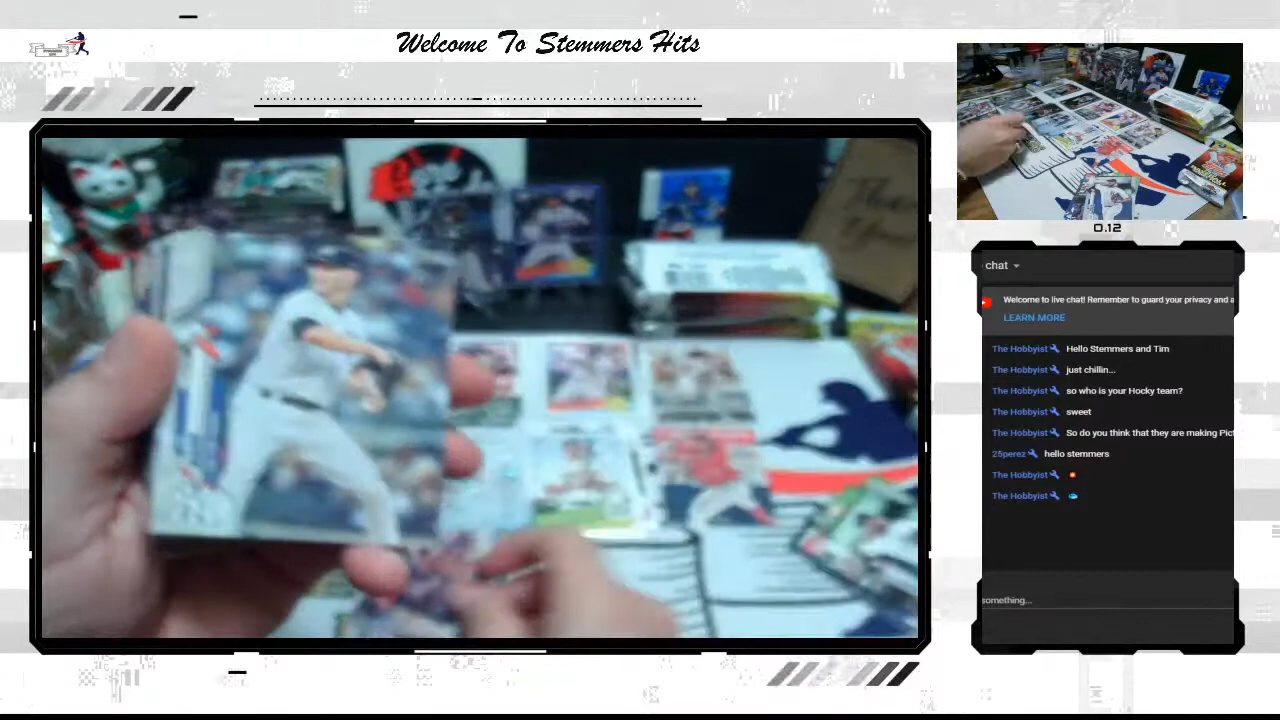 Welcome To Stemmers Hits
0.12
chat
Welcome to live chat! Remember to guard your privacy and a
LEARN MORE
The Hobbyist Hello Stemmers and Tim
The Hobbyist just chillin...
The Hobbyist so who is your Hocky team?
The Hobbyist sweet
The Hobbyist So do you think that they are making Pict
25perez hello stemmers
The Hobbyist
The Hobbyist
something...